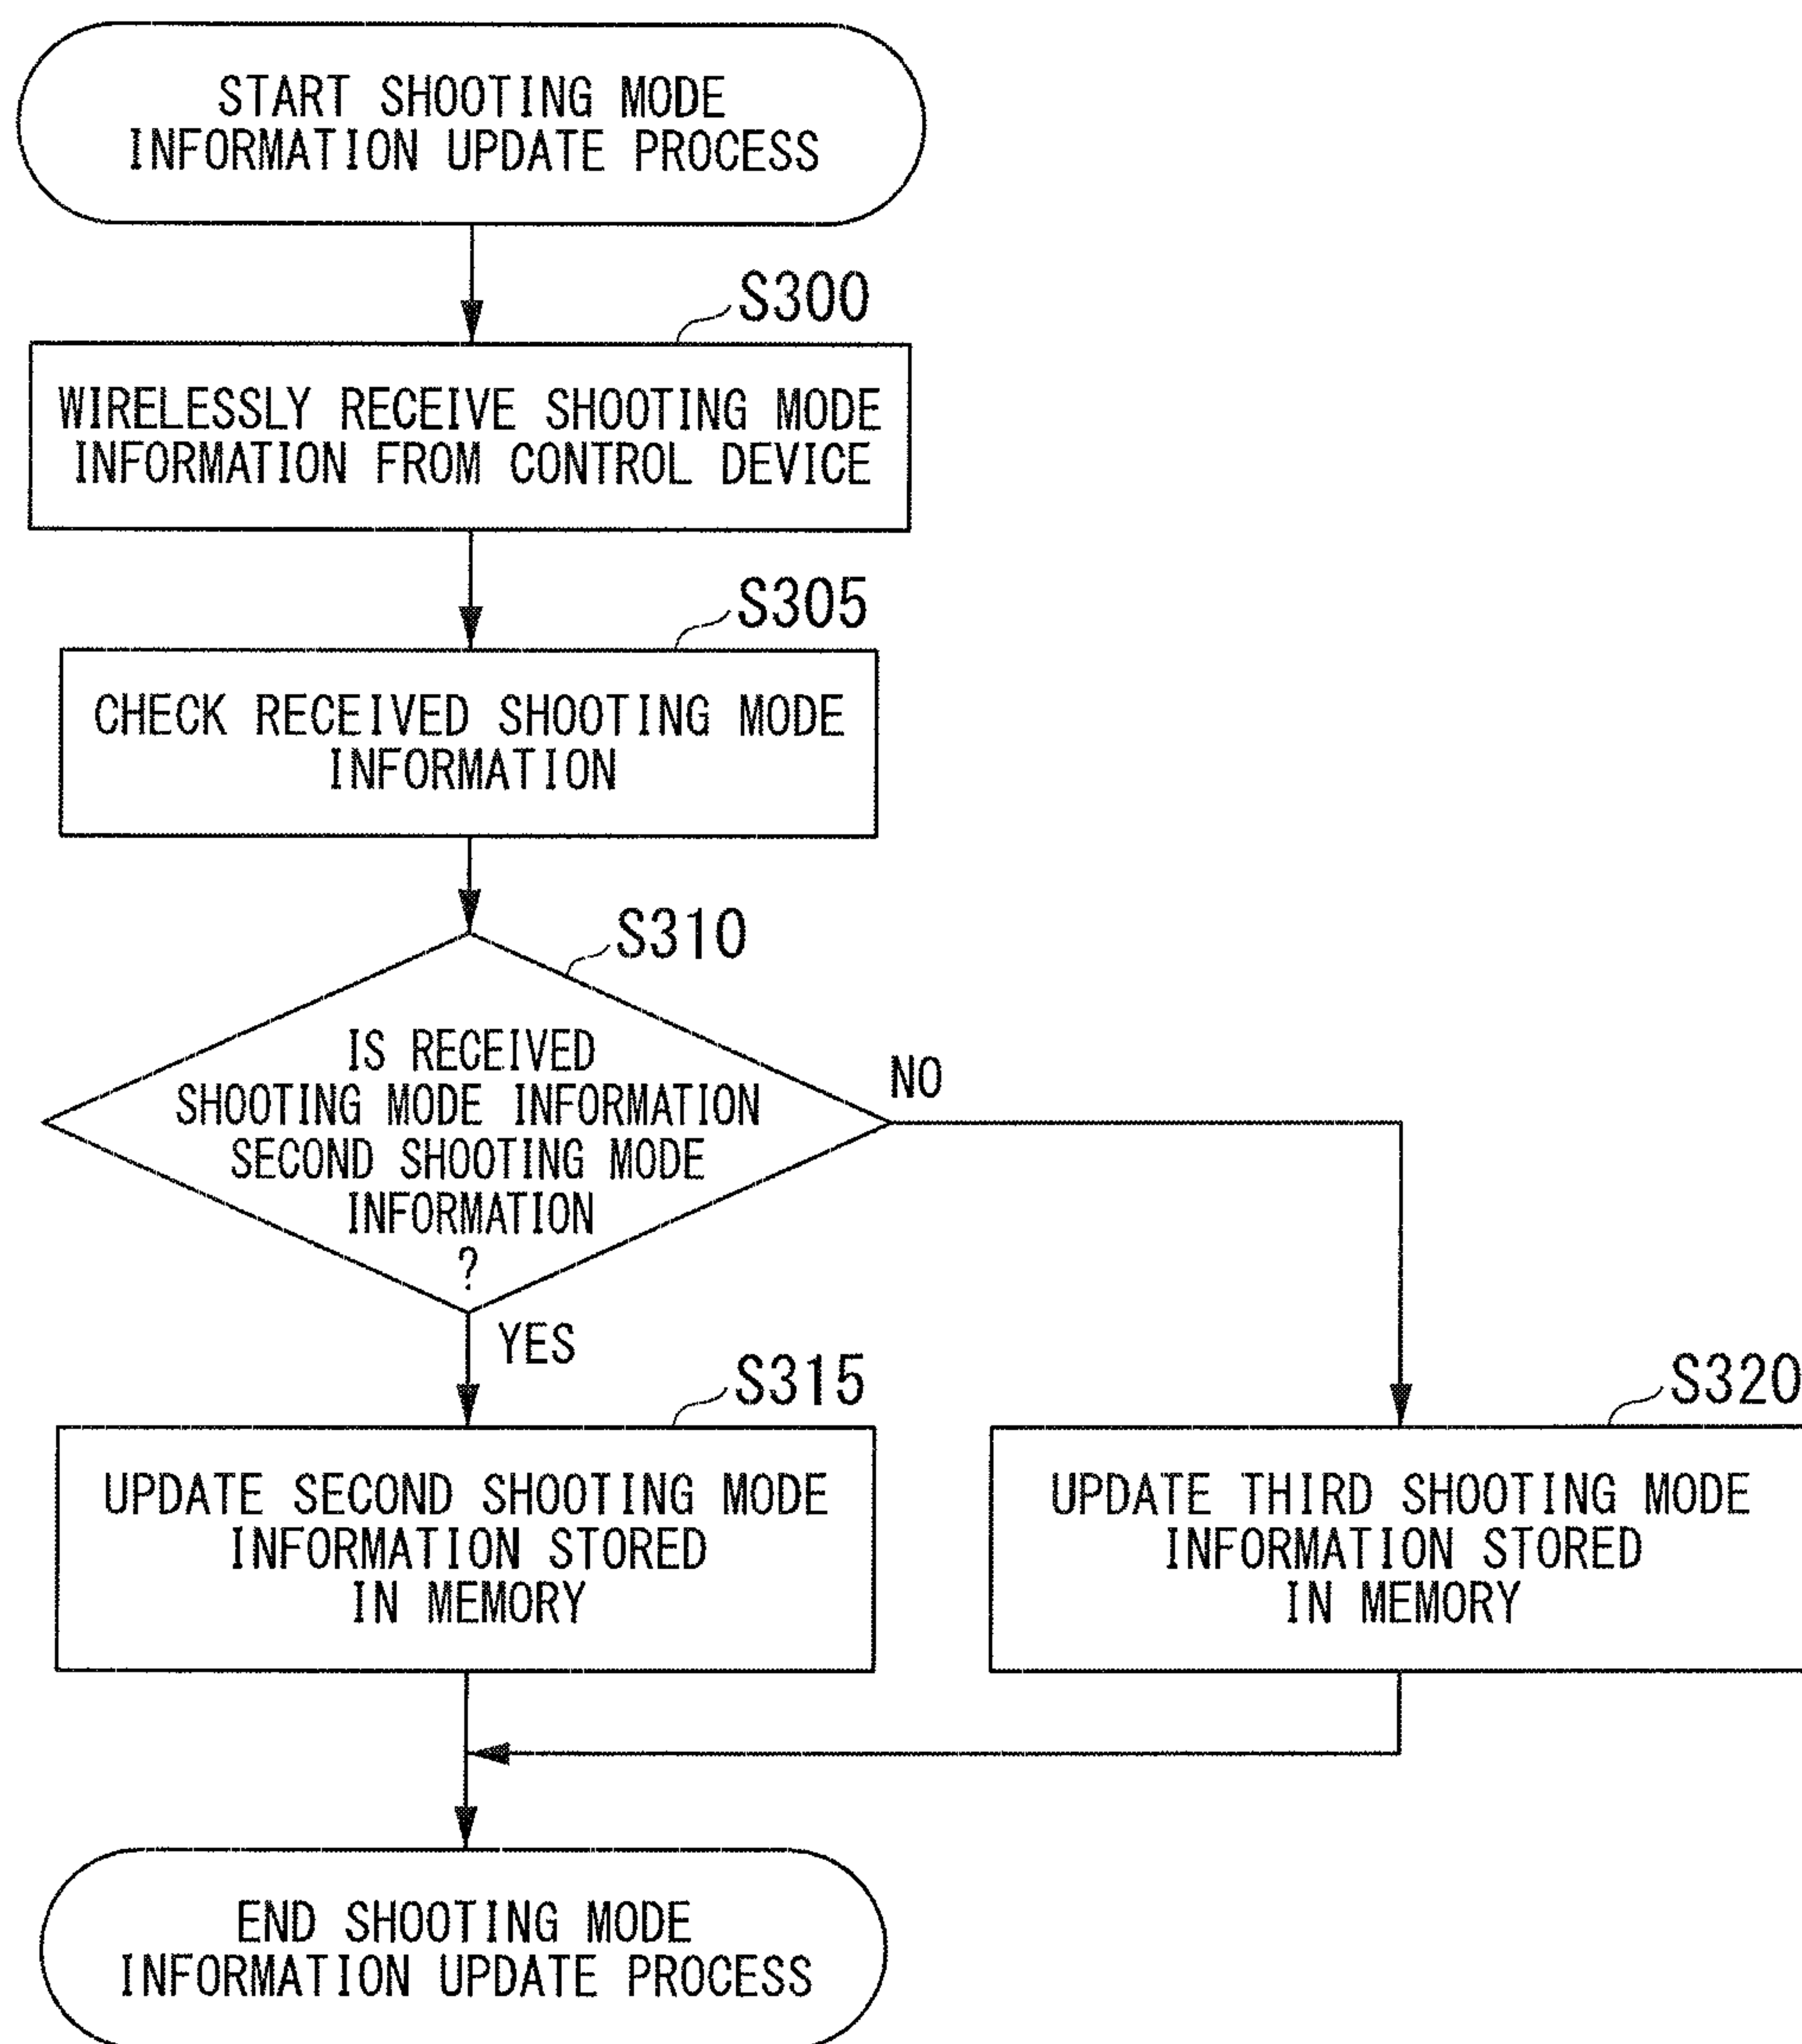 START SHOOTING MODE
INFORMATION UPDATE PROCESS
S300
WIRELESSLY RECEIVE SHOOTING MODE
INFORMATION FROM CONTROL DEVICE
S305
CHECK RECEIVED SHOOTING MODE
INFORMATION
S310
IS RECEIVED
SHOOTING MODE INFORMATION
SECOND SHOOTING MODE
INFORMATION
?
NO
YES
S315
UPDATE SECOND SHOOTING MODE
INFORMATION STORED
IN MEMORY
S320
UPDATE THIRD SHOOTING MODE
INFORMATION STORED
IN MEMORY
END SHOOTING MODE
INFORMATION UPDATE PROCESS